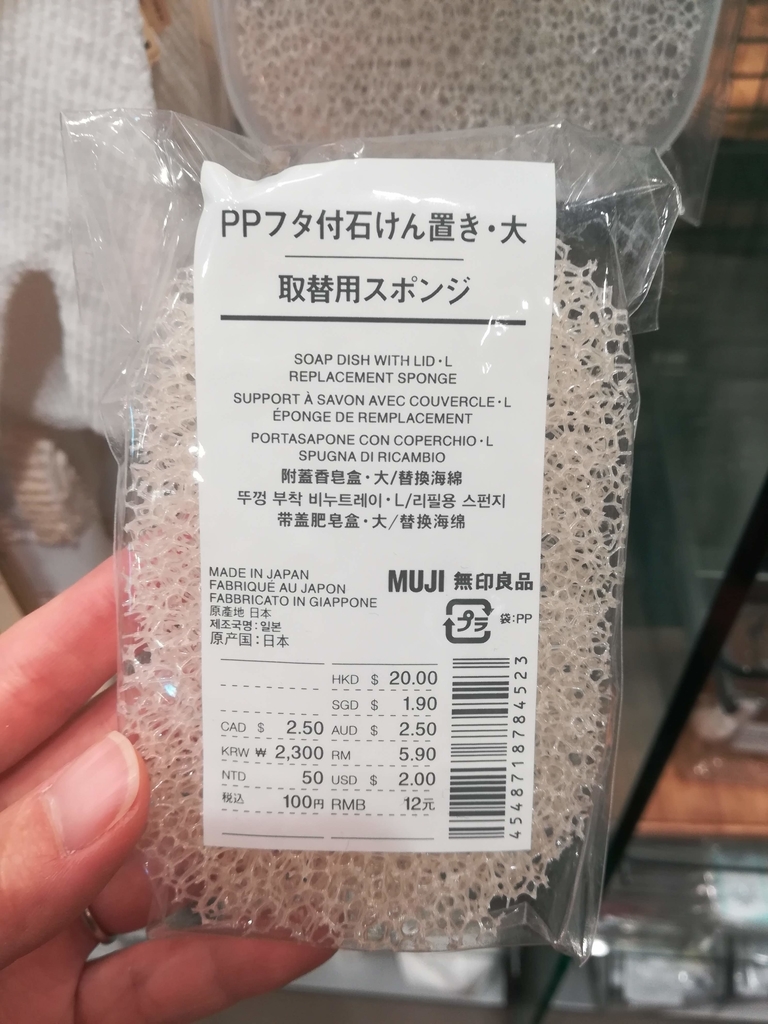 PPフタ付石けん置き・大
取替用スポンジ
SOAP DISH WITH LID・L
REPLACEMENT SPONGE
SUPPORT À SAVON AVEC COUVERCLE・L
ÉPONGE DE REMPLACEMENT
PORTASAPONE CON COPERCHIO・L
SPUGNA DI RICAMBIO
附蓋香皂盒・大/替換海綿
뚜껑 부착 비누트레이・L/리필용 스펀지
带盖肥皂盒・大/替换海绵
MADE IN JAPAN
FABRIQUÉ AU JAPON
FABBRICATO IN GIAPPONE
原產地 日本
제조국명: 일본
原产国：日本
MUJI 無印良品
プラ 袋:PP
HKD $ 20.00
SGD $ 1.90
CAD $ 2.50 AUD $ 2.50
KRW ₩ 2,300 RM 5.90
NTD 50 USD $ 2.00
税込 100円 RMB 12元
4548718784523